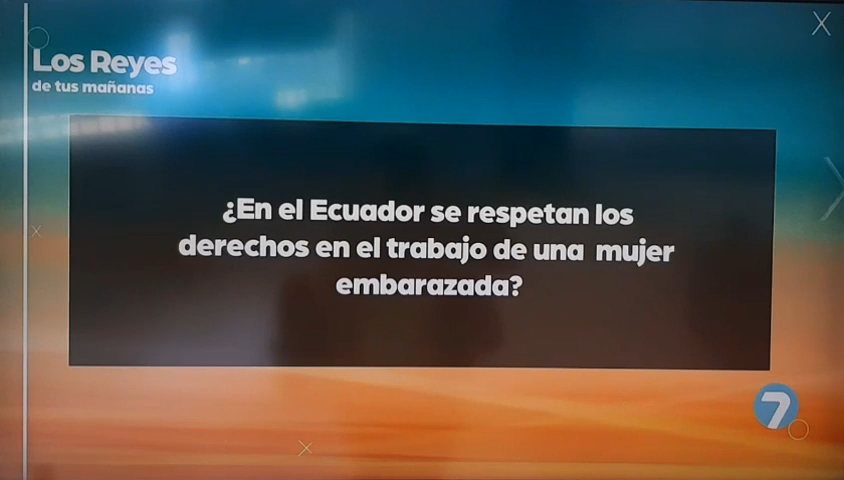 Los Reyes
de tus mañanas
¿En el Ecuador se respetan los
derechos en el trabajo de una mujer
embarazada?
7